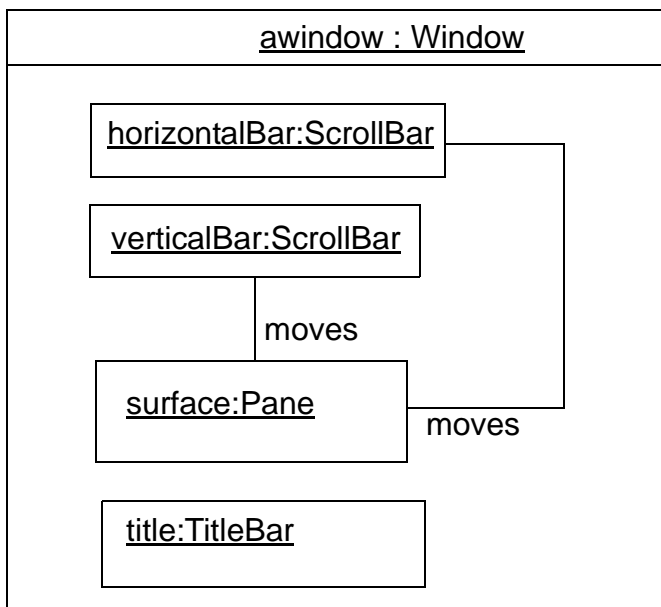 awindow : Window
horizontalBar:ScrollBar
verticalBar:ScrollBar
moves
surface:Pane
moves
title:TitleBar